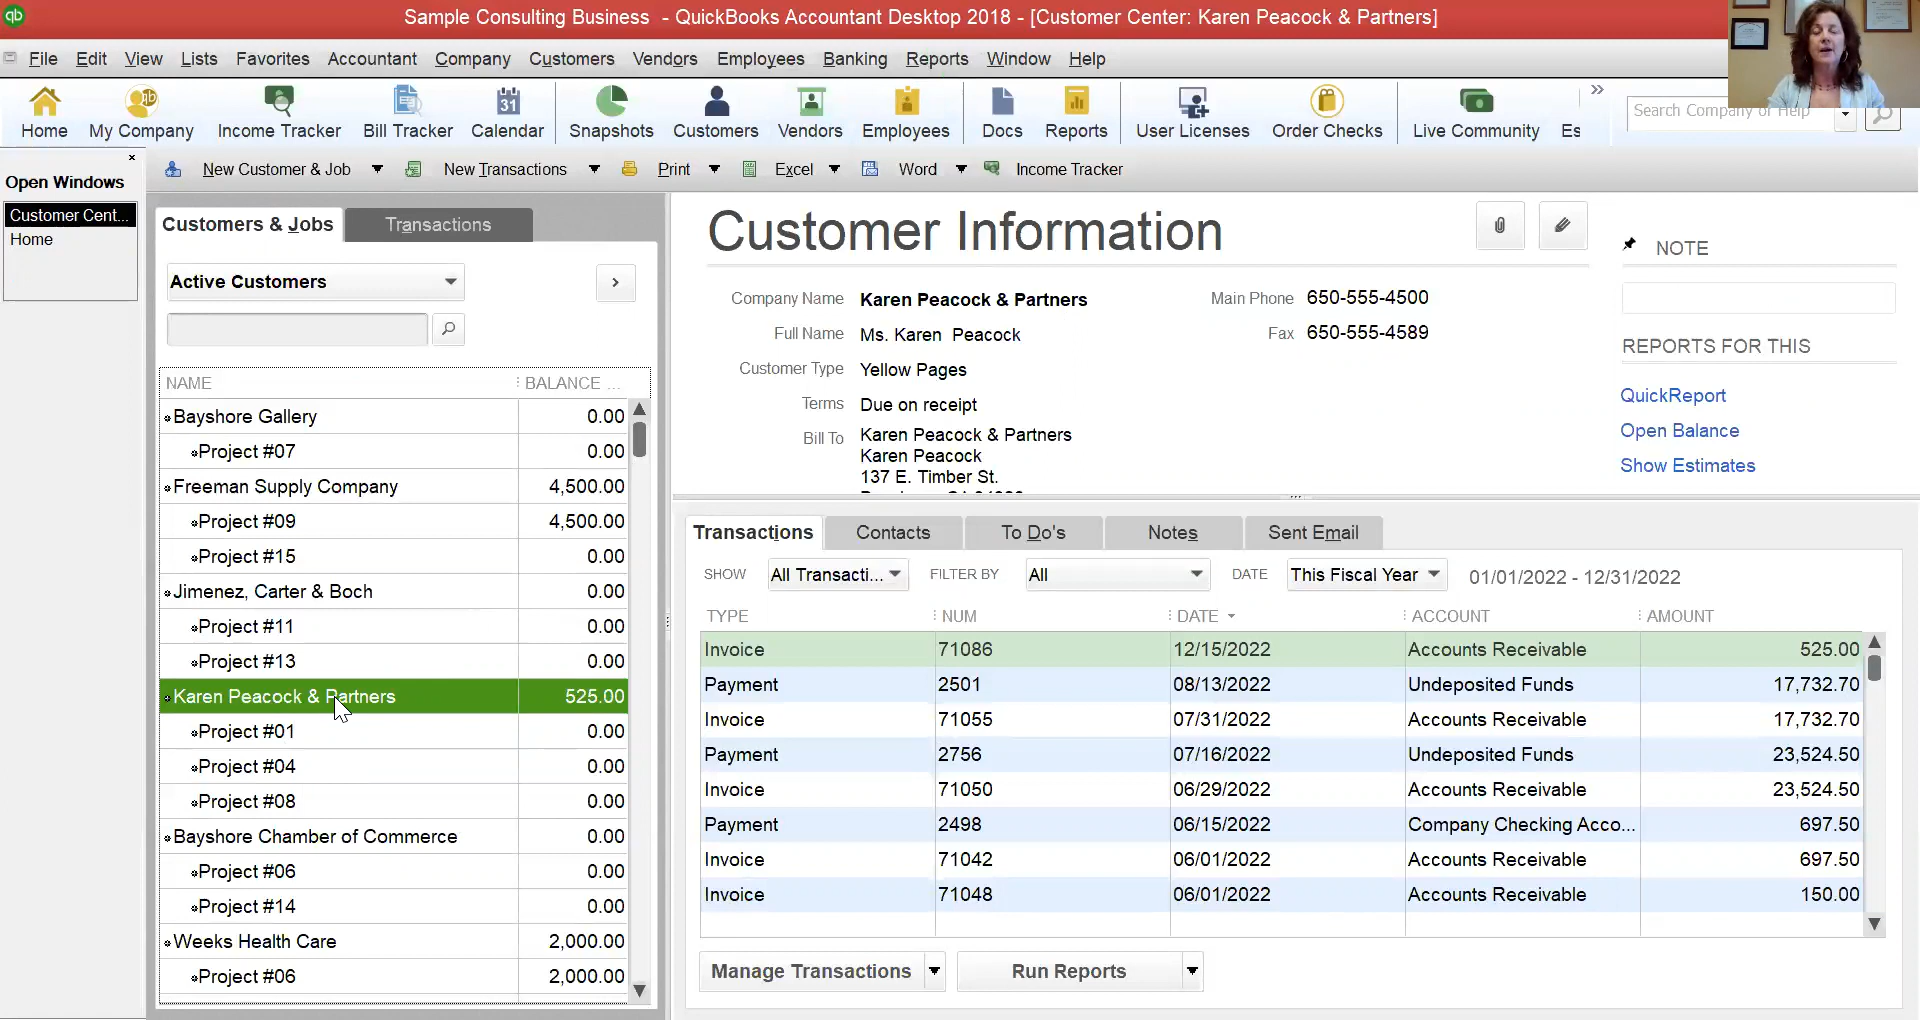 qb
Sample Consulting Business - QuickBooks Accountant Desktop 2018 - [Customer Center: Karen Peacock & Partners]
File Edit View Lists Favorites Accountant Company Customers Vendors Employees Banking Reports Window Help
Home My Company Income Tracker Bill Tracker Calendar Snapshots Customers Vendors Employees Docs Reports User Licenses Order Checks Live Community Es
Search Company or Help
New Customer & Job New Transactions Print Excel Word Income Tracker
Open Windows
Customer Cent...
Home
Customers & Jobs Transactions
Active Customers
NAME BALANCE ...
Bayshore Gallery 0.00
Project #07 0.00
Freeman Supply Company 4,500.00
Project #09 4,500.00
Project #15 0.00
Jimenez, Carter & Boch 0.00
Project #11 0.00
Project #13 0.00
Karen Peacock & Partners 525.00
Project #01 0.00
Project #04 0.00
Project #08 0.00
Bayshore Chamber of Commerce 0.00
Project #06 0.00
Project #14 0.00
Weeks Health Care 2,000.00
Project #06 2,000.00
Customer Information
Company Name Karen Peacock & Partners
Full Name Ms. Karen Peacock
Customer Type Yellow Pages
Terms Due on receipt
Bill To Karen Peacock & Partners
Karen Peacock
137 E. Timber St.
Main Phone 650-555-4500
Fax 650-555-4589
NOTE
REPORTS FOR THIS
QuickReport
Open Balance
Show Estimates
Transactions Contacts To Do's Notes Sent Email
SHOW All Transacti... FILTER BY All DATE This Fiscal Year 01/01/2022 - 12/31/2022
TYPE NUM DATE ACCOUNT AMOUNT
Invoice 71086 12/15/2022 Accounts Receivable 525.00
Payment 2501 08/13/2022 Undeposited Funds 17,732.70
Invoice 71055 07/31/2022 Accounts Receivable 17,732.70
Payment 2756 07/16/2022 Undeposited Funds 23,524.50
Invoice 71050 06/29/2022 Accounts Receivable 23,524.50
Payment 2498 06/15/2022 Company Checking Acco... 697.50
Invoice 71042 06/01/2022 Accounts Receivable 697.50
Invoice 71048 06/01/2022 Accounts Receivable 150.00
Manage Transactions Run Reports